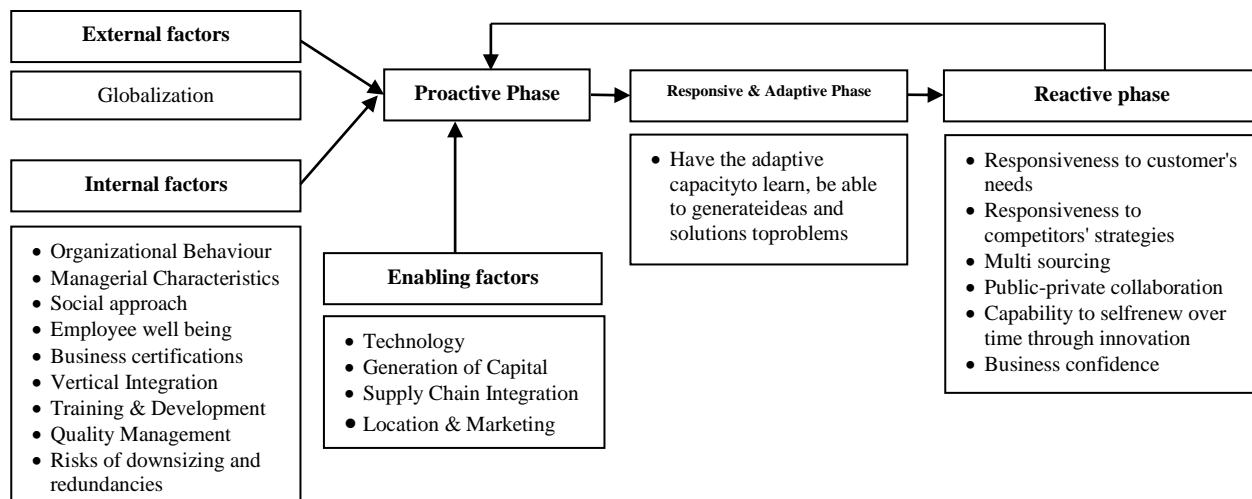 External factors
Globalization
Internal factors
• Organizational Behaviour
• Managerial Characteristics
• Social approach
• Employee well being
• Business certifications
• Vertical Integration
• Training & Development
• Quality Management
• Risks of downsizing and
redundancies
Proactive Phase
Enabling factors
• Technology
• Generation of Capital
• Supply Chain Integration
• Location & Marketing
Responsive & Adaptive Phase
• Have the adaptive
capacityto learn, be able
to generateideas and
solutions toproblems
Reactive phase
• Responsiveness to customer's
needs
• Responsiveness to
competitors' strategies
• Multi sourcing
• Public-private collaboration
• Capability to selfrenew over
time through innovation
• Business confidence